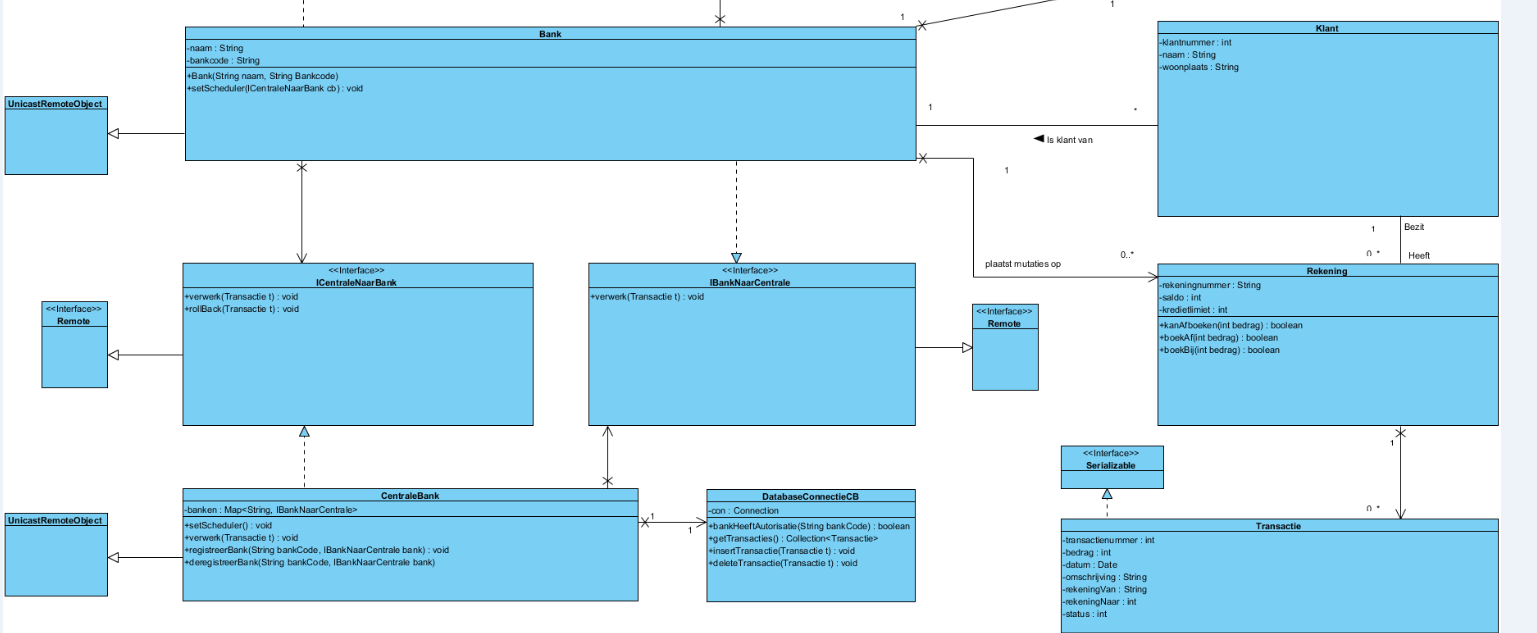 1
1
Bank
-naam : String
-bankcode : String
+Bank(String naam, String Bankcode)
+setScheduler(ICentraleNaarBank cb) : void
Klant
-klantnummer : int
-naam : String
-woonplaats : String
UnicastRemoteObject
1
*
Is klant van
1
plaatst mutaties op
0..*
1
Bezit
0..*
Heeft
<<Interface>>
ICentraleNaarBank
+verwerk(Transactie t) : void
+rollBack(Transactie t) : void
<<Interface>>
IBankNaarCentrale
+verwerk(Transactie t) : void
<<Interface>>
Remote
<<Interface>>
Remote
Rekening
-rekeningnummer : String
-saldo : int
-kredietlimiet : int
+kanAfboeken(int bedrag) : boolean
+boekAf(int bedrag) : boolean
+boekBij(int bedrag) : boolean
1
0..*
<<Interface>>
Serializable
CentraleBank
-banken : Map<String, IBankNaarCentrale>
+setScheduler() : void
+verwerk(Transactie t) : void
+registreerBank(String bankCode, IBankNaarCentrale bank) : void
+deregistreerBank(String bankCode, IBankNaarCentrale bank)
1
1
DatabaseConnectieCB
-con : Connection
+bankHeeftAutorisatie(String bankCode) : boolean
+getTransacties() : Collection<Transactie>
+insertTransactie(Transactie t) : void
+deleteTransactie(Transactie t) : void
UnicastRemoteObject
Transactie
-transactienummer : int
-bedrag : int
-datum : Date
-omschrijving : String
-rekeningVan : String
-rekeningNaar : int
-status : int